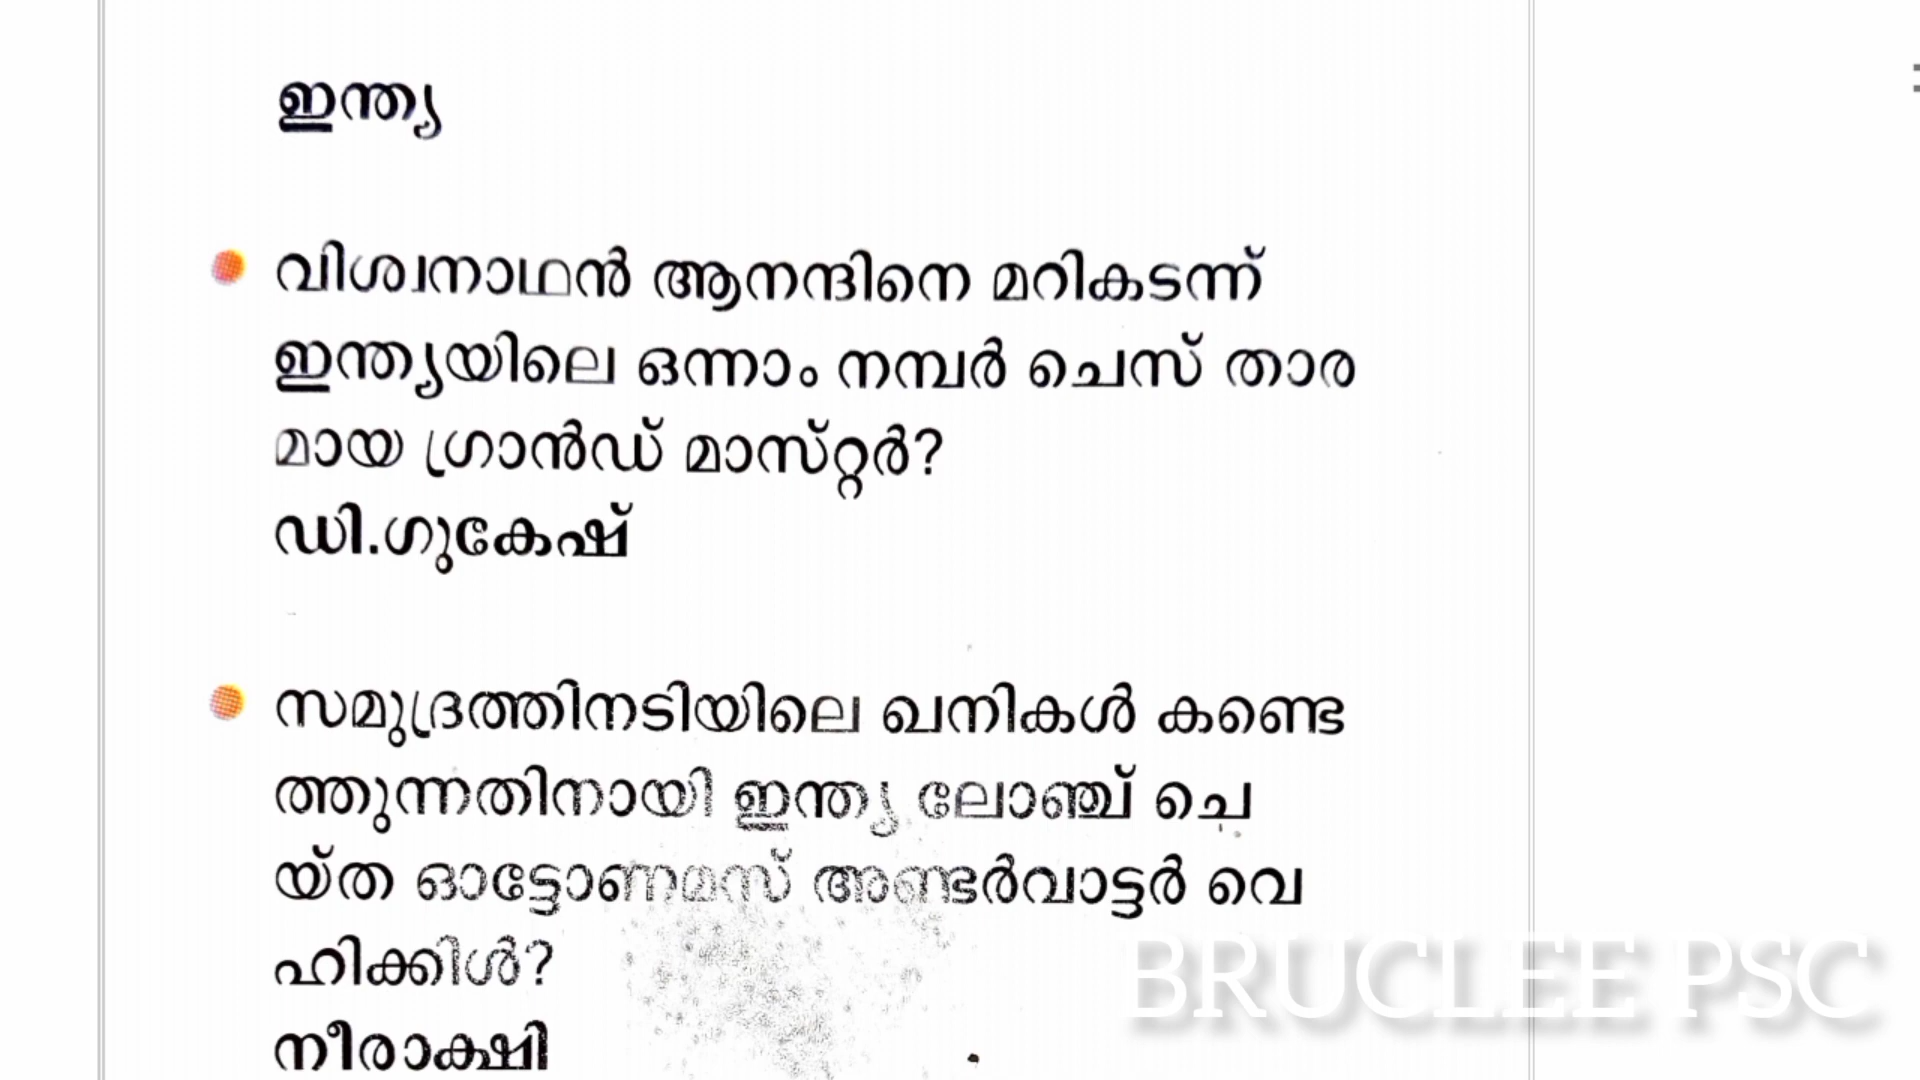 ഇന്ത്യ
വിശ്വനാഥൻ ആനന്ദിനെ മറികടന്ന്
ഇന്ത്യയിലെ ഒന്നാം നമ്പർ ചെസ് താര
മായ ഗ്രാൻഡ് മാസ്റ്റർ?
ഡി.ഗുകേഷ്
സമുദ്രത്തിനടിയിലെ ഖനികൾ കണ്ടെ
ത്തുന്നതിനായി ഇന്ത്യ ലോഞ്ച് ചെ
യ്ത ഓട്ടോണമസ് അണ്ടർവാട്ടർ വെ
ഹിക്കിൾ?
നീരാക്ഷി
BRUCLEE PSC